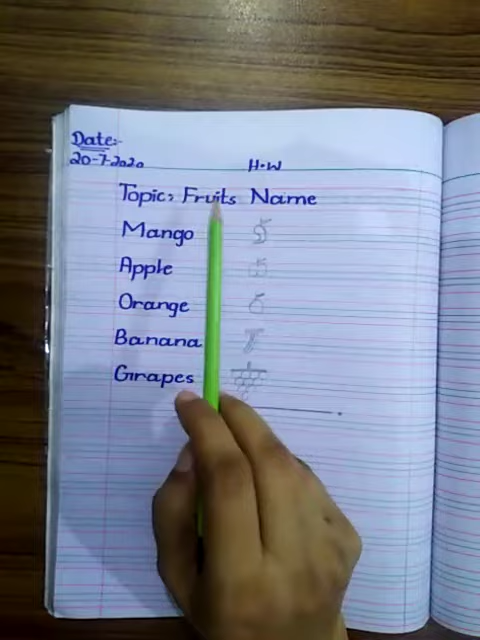 Date:-
20-7-2020
H.W
Topic: Fruits Name
Mango
Apple
Orange
Banana
Grapes